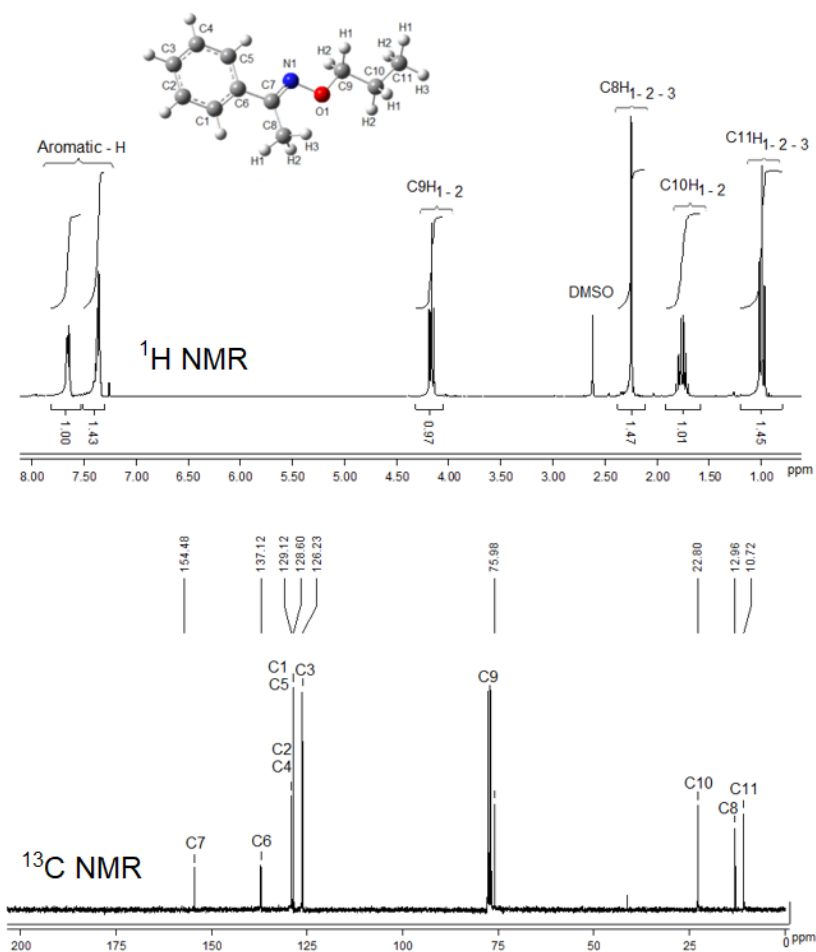 H1
C4
H2
H1
C3
C5
N1
H2
C10
C11
C2
C7
C9
H3
C6
O1
H1
C1
C8
H2
H3
H1
H2
Aromatic - H
C9H1 - 2
DMSO
C8H1- 2 - 3
C10H1 - 2
C11H1- 2 - 3
1H NMR
1.00
1.43
0.97
1.47
1.01
1.45
8.00 7.00 6.00 5.50 5.00 4.50 4.00 3.50 3.00 2.50 2.00 1.50 1.00 ppm
154.48
137.12
129.12
128.60
126.23
75.98
22.80
12.96
10.72
C1
C5
C3
C9
C2
C4
C10
C11
C8
C7
C6
13C NMR
200 175 150 125 100 75 50 25 0 ppm